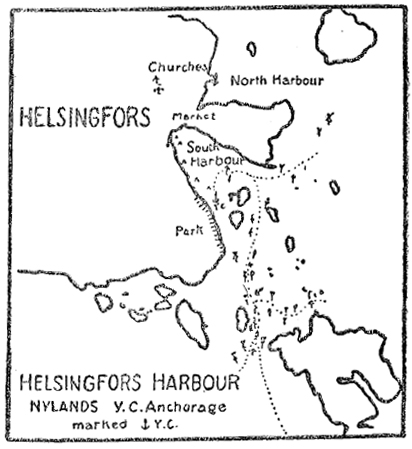 Churches
North Harbour
HELSINGFORS
Market
South
Harbour
Park
HELSINGFORS HARBOUR
NYLANDS Y.C. Anchorage
marked ↓Y.C.